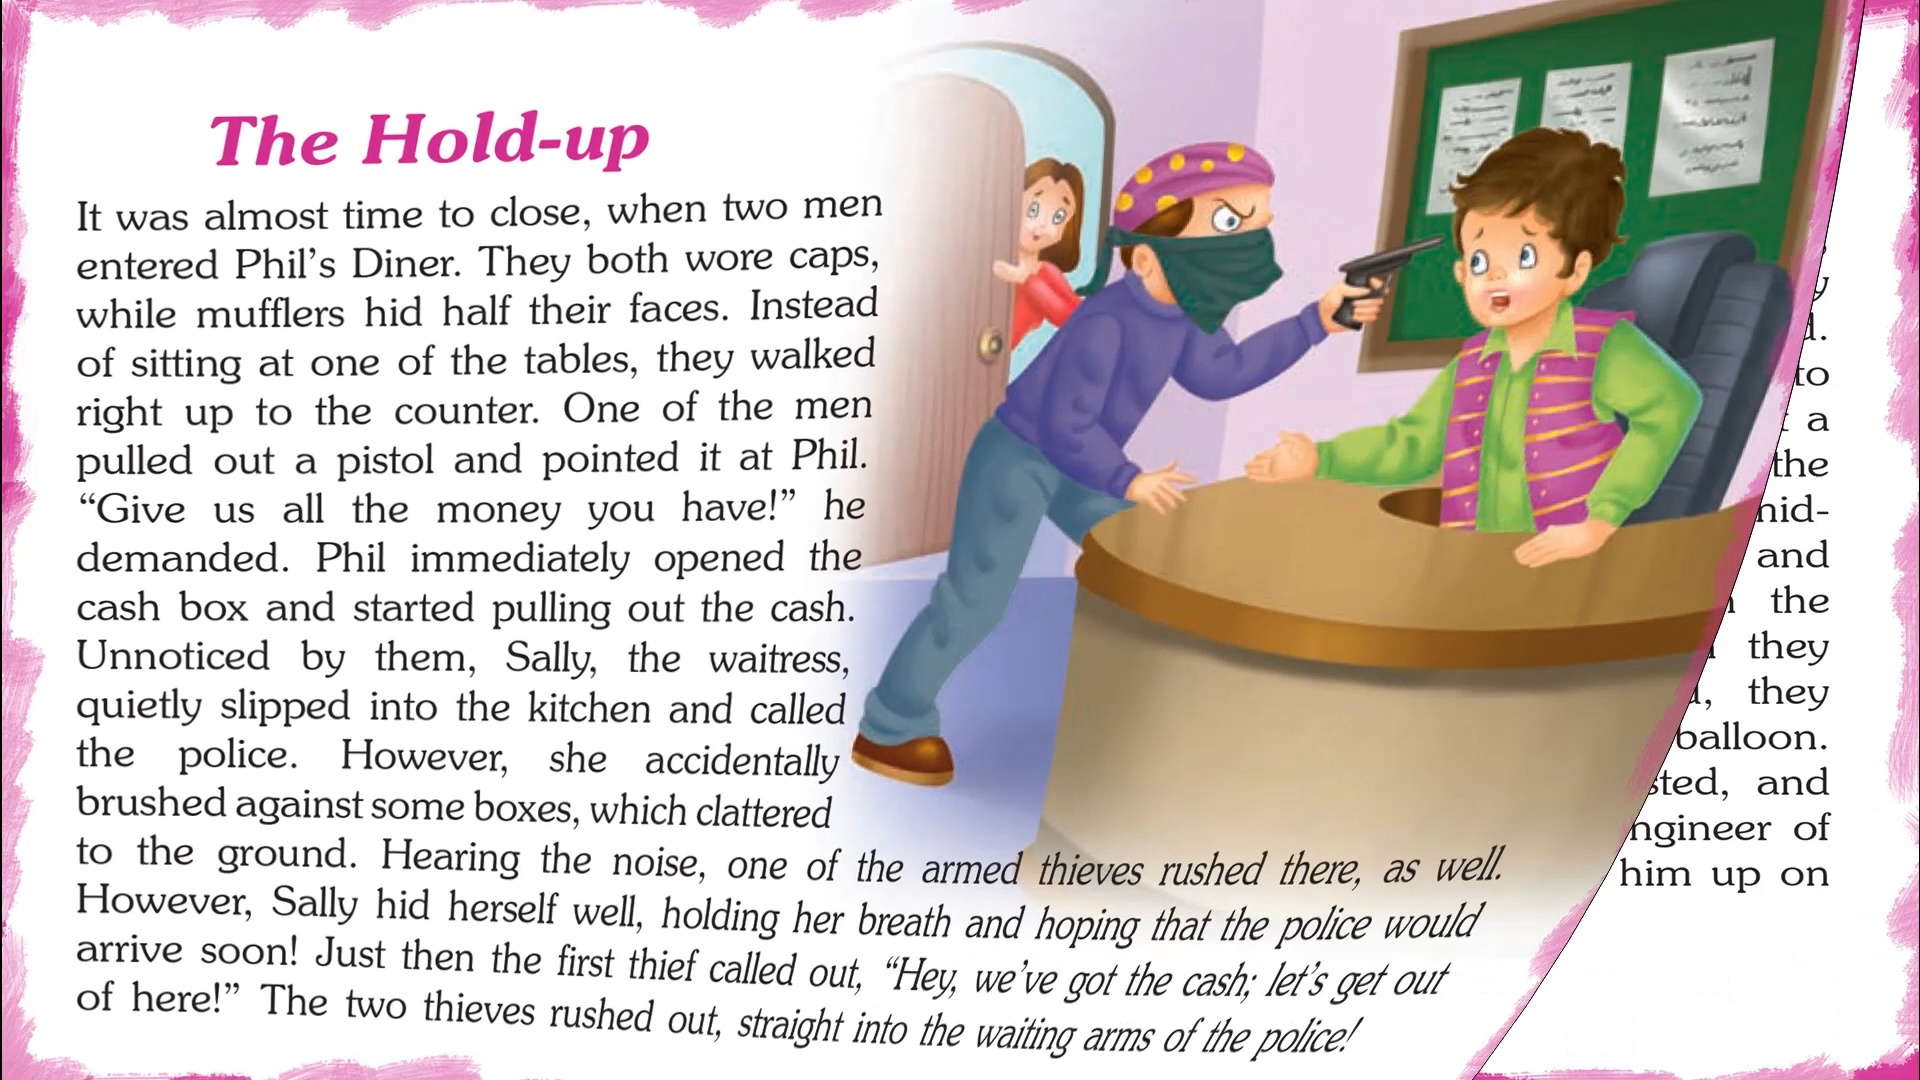 The Hold-up
It was almost time to close, when two men
entered Phil's Diner. They both wore caps,
while mufflers hid half their faces. Instead
of sitting at one of the tables, they walked
right up to the counter. One of the men
pulled out a pistol and pointed it at Phil.
“Give us all the money you have!” he
demanded. Phil immediately opened the
cash box and started pulling out the cash.
Unnoticed by them, Sally, the waitress,
quietly slipped into the kitchen and called
the police. However, she accidentally
brushed against some boxes, which clattered
to the ground. Hearing the noise, one of the armed thieves rushed there, as well.
However, Sally hid herself well, holding her breath and hoping that the police would
arrive soon! Just then the first thief called out, “Hey, we've got the cash; let's get out
of here!” The two thieves rushed out, straight into the waiting arms of the police!
to
a
the
and
the
they
they
balloon.
and
of
him up on